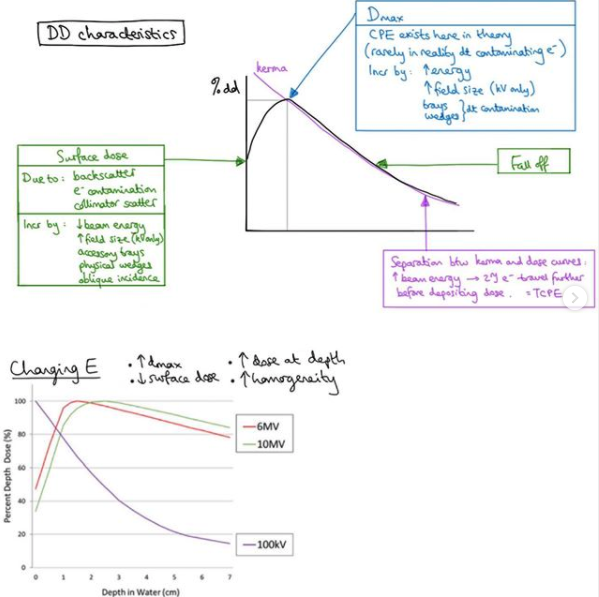 DD characteristics
Dmax
CPE exists here in theory
(rarely in reality dt contaminating e⁻)
Incr by: ↑energy
↑field size (kV only)
trays
wedges } dt contamination
kerma
%dd
Surface dose
Due to: backscatter
e⁻ contamination
collimator scatter
Incr by: ↓beam energy
↑field size (kV only)
accessory trays
physical wedges
oblique incidence
Fall off
Separation btw kerma and dose curves:
↑beam energy → 2ry e⁻ travel further
before depositing dose. = TCPE
Changing E
• ↑dmax
• ↓surface dose
• ↑dose at depth
• ↑homogeneity
Percent Depth Dose (%)
100
80
60
40
20
0
0 1 2 3 4 5 6 7
Depth in Water (cm)
6MV
10MV
100kV